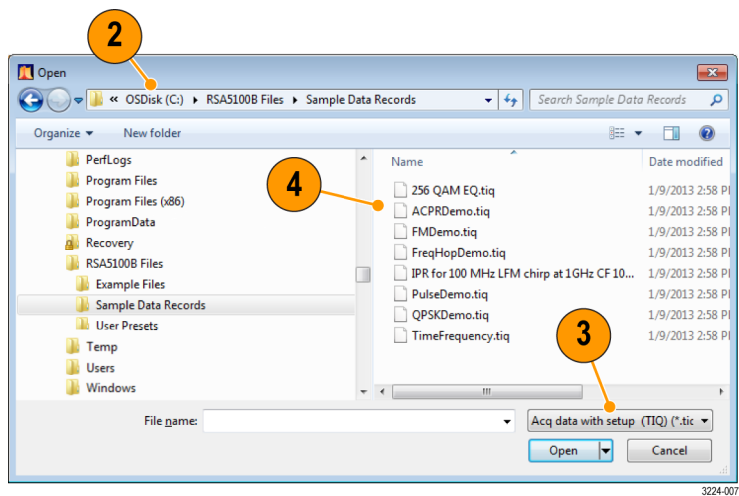 2
Open
« OSDisk (C:) ▸ RSA5100B Files ▸ Sample Data Records
Search Sample Data Records
Organize ▼ New folder
PerfLogs
Program Files
Program Files (x86)
ProgramData
Recovery
RSA5100B Files
Example Files
Sample Data Records
User Presets
Temp
Users
Windows
4
Name Date modified
256 QAM EQ.tiq 1/9/2013 2:58 P
ACPRDemo.tiq 1/9/2013 2:58 P
FMDemo.tiq 1/9/2013 2:58 P
FreqHopDemo.tiq 1/9/2013 2:58 P
IPR for 100 MHz LFM chirp at 1GHz CF 10... 1/9/2013 2:58 P
PulseDemo.tiq 1/9/2013 2:58 P
QPSKDemo.tiq 1/9/2013 2:58 P
TimeFrequency.tiq 1/9/2013 2:58 P
3
File name:
Acq data with setup (TIQ) (*.tic
Open Cancel
3224-007